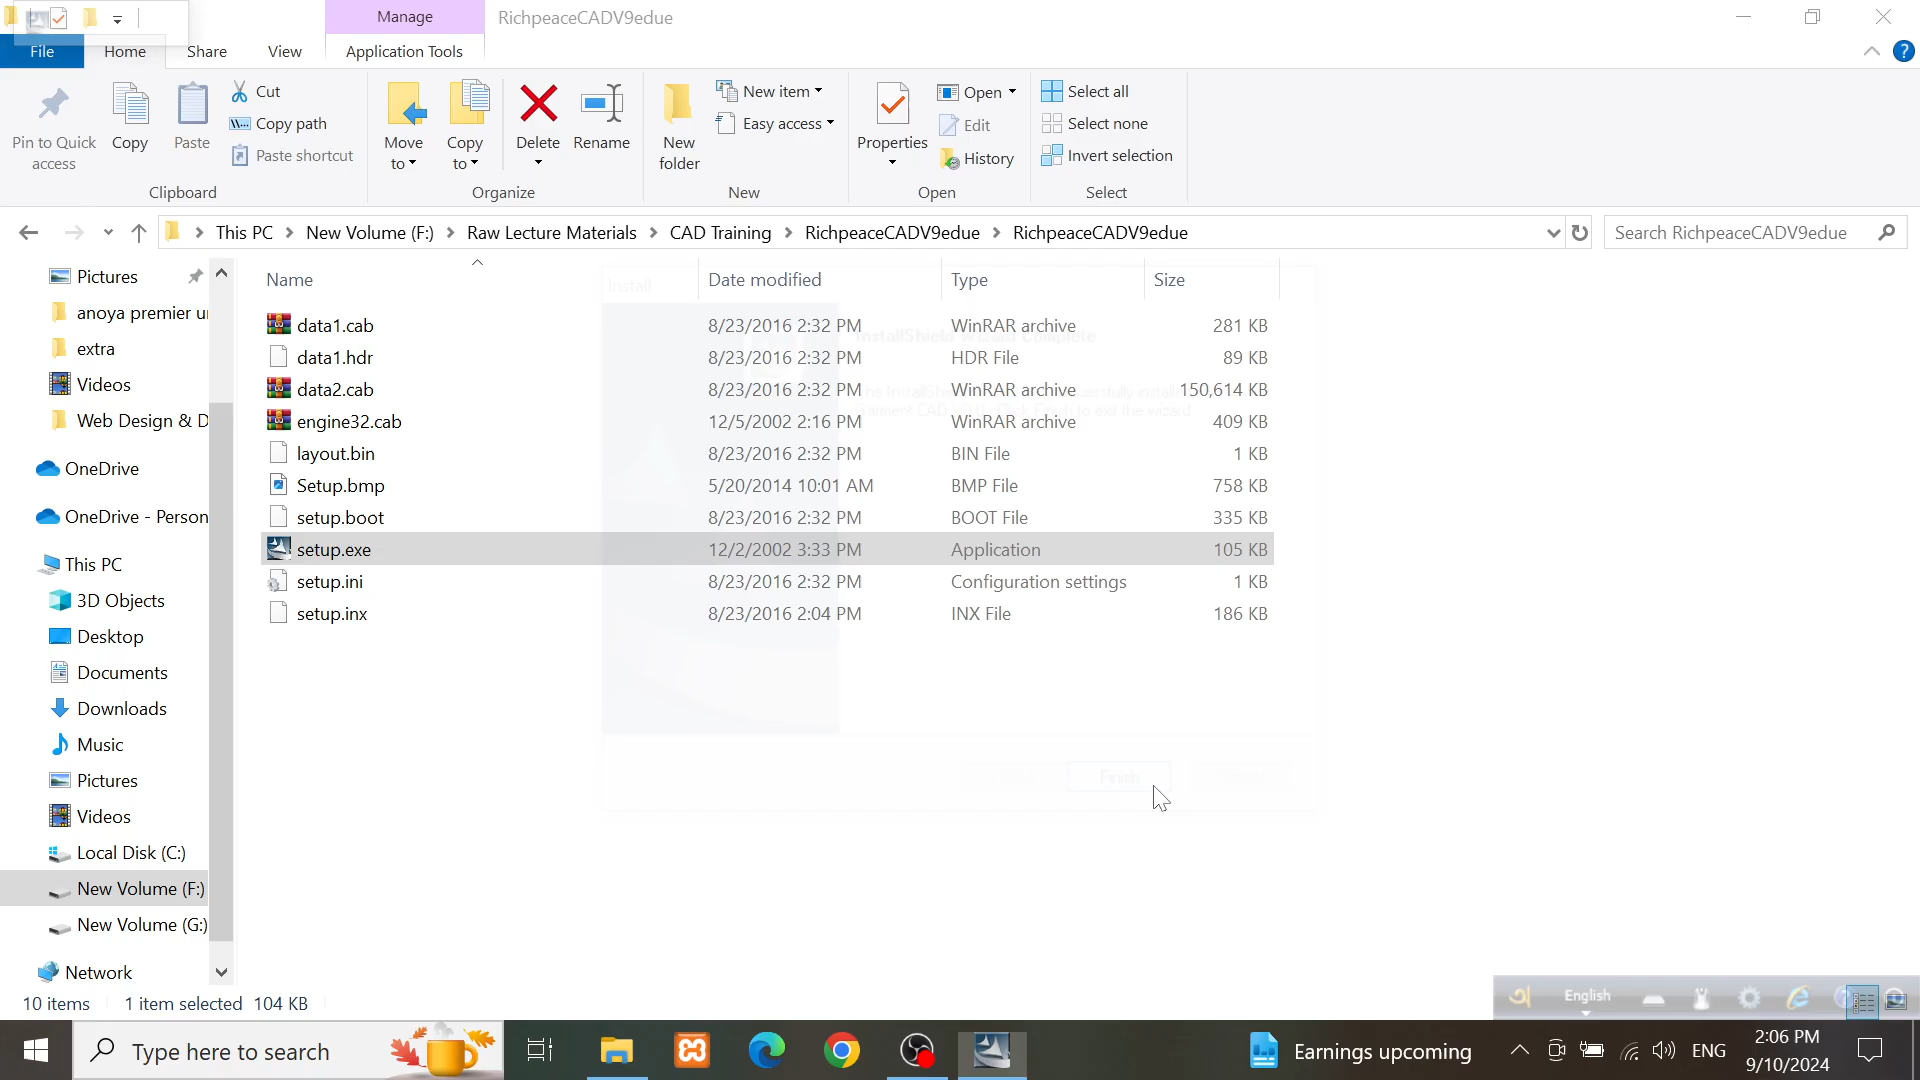 Manage
RichpeaceCADV9edue
File
Home
Share
View
Application Tools
Pin to Quick access
Copy
Paste
Cut
Copy path
Paste shortcut
Clipboard
Move to
Copy to
Delete
Rename
Organize
New folder
New item
Easy access
New
Properties
Open
Edit
History
Open
Select all
Select none
Invert selection
Select
This PC > New Volume (F:) > Raw Lecture Materials > CAD Training > RichpeaceCADV9edue > RichpeaceCADV9edue
Search RichpeaceCADV9edue
Pictures
anoya premier u
extra
Videos
Web Design & D
OneDrive
OneDrive - Person
This PC
3D Objects
Desktop
Documents
Downloads
Music
Pictures
Videos
Local Disk (C:)
New Volume (F:)
New Volume (G:)
Network
Name Date modified Type Size
data1.cab 8/23/2016 2:32 PM WinRAR archive 281 KB
data1.hdr 8/23/2016 2:32 PM HDR File 89 KB
data2.cab 8/23/2016 2:32 PM WinRAR archive 150,614 KB
engine32.cab 12/5/2002 2:16 PM WinRAR archive 409 KB
layout.bin 8/23/2016 2:32 PM BIN File 1 KB
Setup.bmp 5/20/2014 10:01 AM BMP File 758 KB
setup.boot 8/23/2016 2:32 PM BOOT File 335 KB
setup.exe 12/2/2002 3:33 PM Application 105 KB
setup.ini 8/23/2016 2:32 PM Configuration settings 1 KB
setup.inx 8/23/2016 2:04 PM INX File 186 KB
Install
InstallShield Wizard Complete
Finish
10 items 1 item selected 104 KB
English
Type here to search
Earnings upcoming
ENG
2:06 PM
9/10/2024